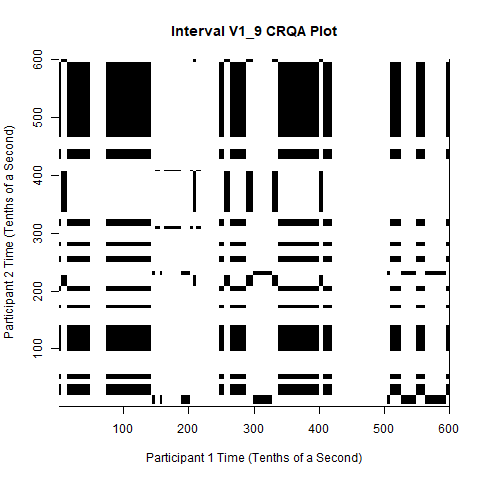 Interval V1_9 CRQA Plot
600
500
400
300
200
100
Participant 2 Time (Tenths of a Second)
100 200 300 400 500 600
Participant 1 Time (Tenths of a Second)